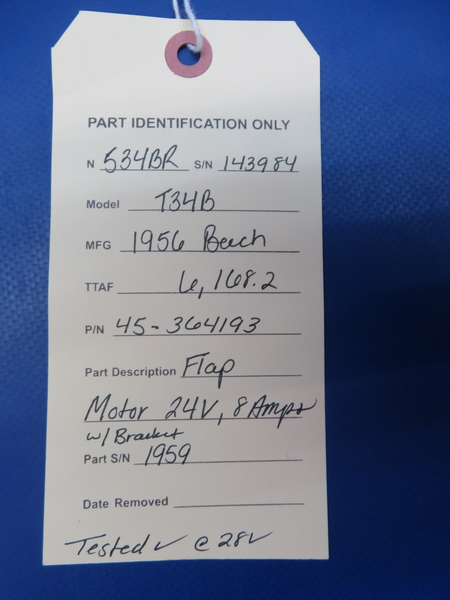 PART IDENTIFICATION ONLY
N 534BR S/N 143984
Model T34B
MFG 1956 Beech
TTAF 6,168.2
P/N 45-364193
Part Description Flap
Motor 24V, 8 Amps
w/ Bracket
Part S/N 1959
Date Removed
Tested ✓ @ 28V